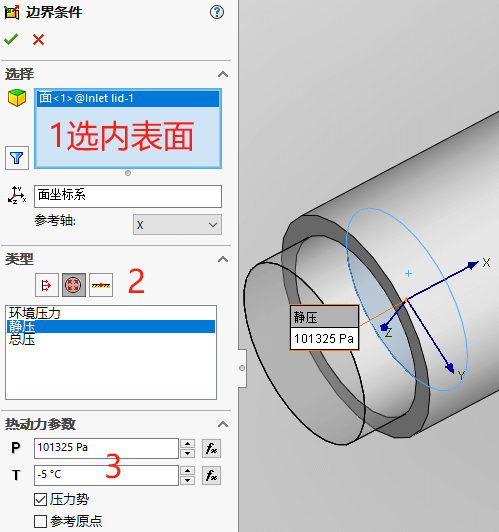 边界条件
选择
面<1>@Inlet lid-1
1选内表面
面坐标系
参考轴:
X
类型
2
环境压力
静压
总压
热动力参数
P
101325 Pa
T
-5 °C
3
压力势
参考原点
静压
101325 Pa
X
Z
Y